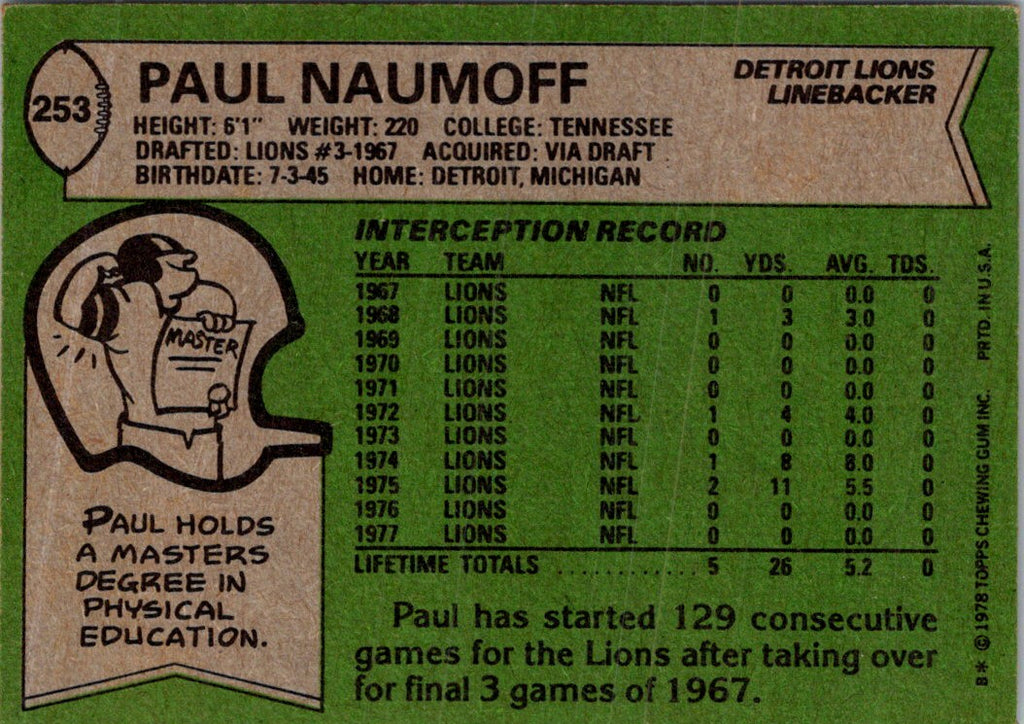 253
PAUL NAUMOFF
DETROIT LIONS
LINEBACKER
HEIGHT: 6'1" WEIGHT: 220 COLLEGE: TENNESSEE
DRAFTED: LIONS #3-1967 ACQUIRED: VIA DRAFT
BIRTHDATE: 7-3-45 HOME: DETROIT, MICHIGAN
MASTER
PAUL HOLDS
A MASTERS
DEGREE IN
PHYSICAL
EDUCATION.
INTERCEPTION RECORD
YEAR TEAM NO. YDS. AVG. TDS.
1967 LIONS NFL 0 0 0.0 0
1968 LIONS NFL 1 3 3.0 0
1969 LIONS NFL 0 0 0.0 0
1970 LIONS NFL 0 0 0.0 0
1971 LIONS NFL 0 0 0.0 0
1972 LIONS NFL 1 4 4.0 0
1973 LIONS NFL 0 0 0.0 0
1974 LIONS NFL 1 8 8.0 0
1975 LIONS NFL 2 11 5.5 0
1976 LIONS NFL 0 0 0.0 0
1977 LIONS NFL 0 0 0.0 0
LIFETIME TOTALS ............ 5 26 5.2 0
Paul has started 129 consecutive
games for the Lions after taking over
for final 3 games of 1967.
B* © 1978 TOPPS CHEWING GUM INC. PRTD. IN U.S.A.